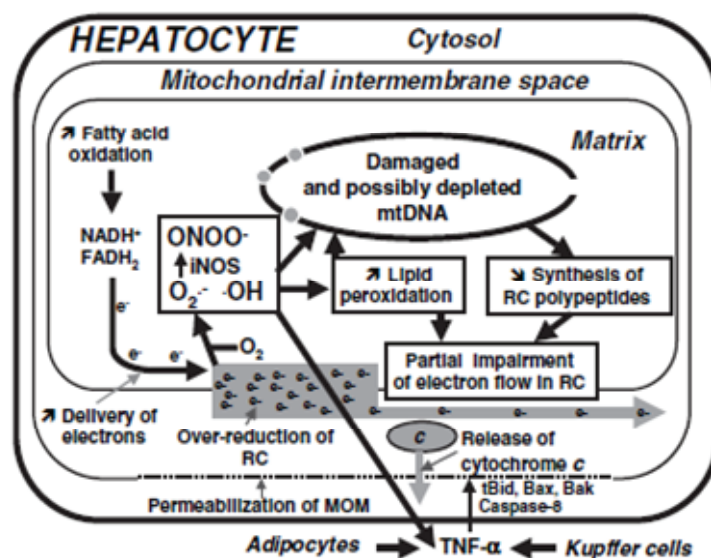 HEPATOCYTE Cytosol
Mitochondrial intermembrane space
↗ Fatty acid
oxidation
Matrix
Damaged
and possibly depleted
mtDNA
NADH⁺
FADH₂
ONOO⁻
iNOS
O₂·⁻ ·OH
↗ Lipid
peroxidation
↘ Synthesis of
RC polypeptides
e⁻
e⁻ e⁻
O₂
Partial impairment
of electron flow in RC
e⁻ e⁻ e⁻ e⁻ e⁻
↗ Delivery of
electrons
Over-reduction of
RC
c
Release of
cytochrome c
Permeabilization of MOM
tBid, Bax, Bak
Caspase-8
Adipocytes TNF-α Kupffer cells